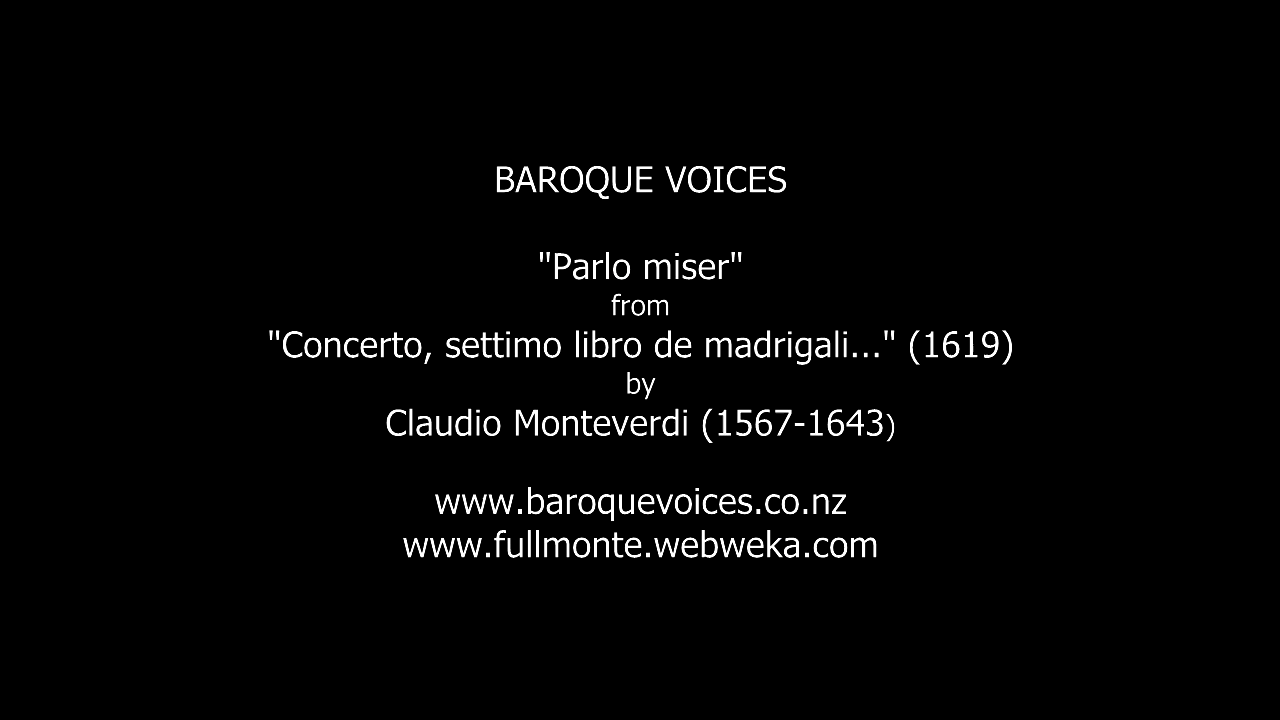 BAROQUE VOICES
"Parlo miser"
from
"Concerto, settimo libro de madrigali..." (1619)
by
Claudio Monteverdi (1567-1643)
www.baroquevoices.co.nz
www.fullmonte.webweka.com